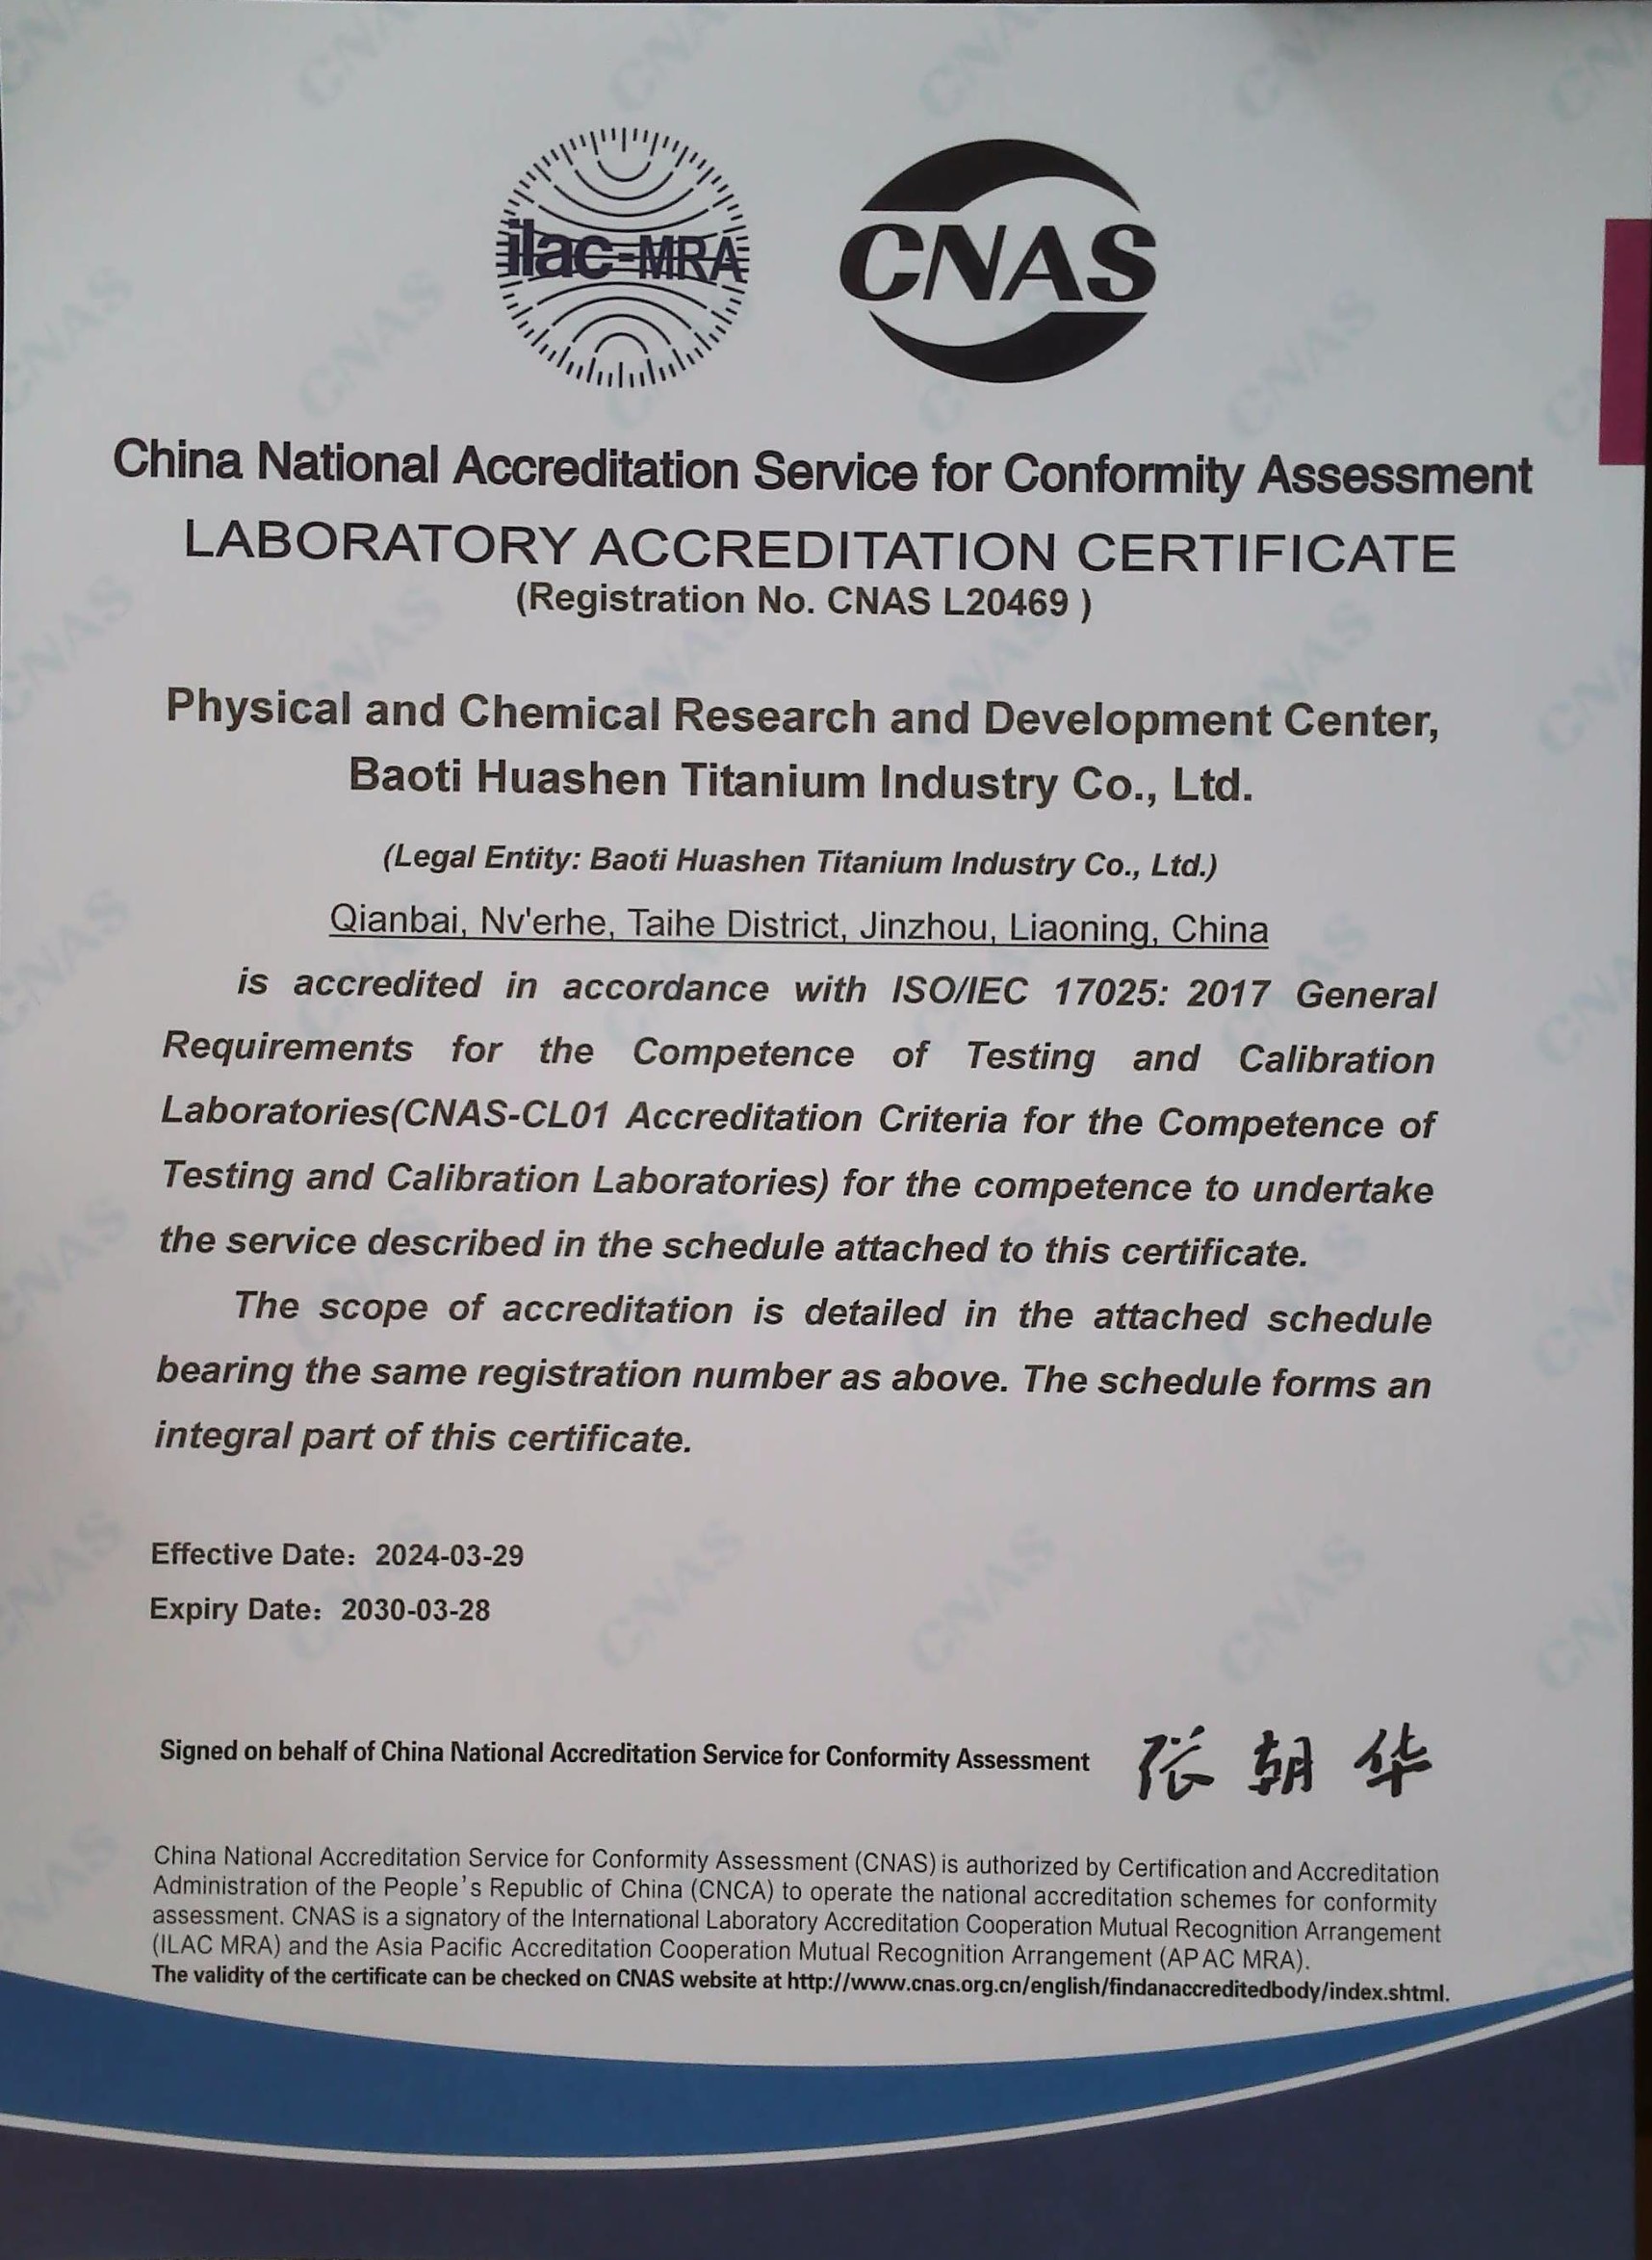 ilac-MRA
CNAS
China National Accreditation Service for Conformity Assessment
LABORATORY ACCREDITATION CERTIFICATE
(Registration No. CNAS L20469 )
Physical and Chemical Research and Development Center,
Baoti Huashen Titanium Industry Co., Ltd.
(Legal Entity: Baoti Huashen Titanium Industry Co., Ltd.)
Qianbai, Nv'erhe, Taihe District, Jinzhou, Liaoning, China
is accredited in accordance with ISO/IEC 17025: 2017 General
Requirements for the Competence of Testing and Calibration
Laboratories(CNAS-CL01 Accreditation Criteria for the Competence of
Testing and Calibration Laboratories) for the competence to undertake
the service described in the schedule attached to this certificate.
The scope of accreditation is detailed in the attached schedule
bearing the same registration number as above. The schedule forms an
integral part of this certificate.
Effective Date: 2024-03-29
Expiry Date: 2030-03-28
Signed on behalf of China National Accreditation Service for Conformity Assessment 张朝华
China National Accreditation Service for Conformity Assessment (CNAS) is authorized by Certification and Accreditation
Administration of the People's Republic of China (CNCA) to operate the national accreditation schemes for conformity
assessment. CNAS is a signatory of the International Laboratory Accreditation Cooperation Mutual Recognition Arrangement
(ILAC MRA) and the Asia Pacific Accreditation Cooperation Mutual Recognition Arrangement (APAC MRA).
The validity of the certificate can be checked on CNAS website at http://www.cnas.org.cn/english/findanaccreditedbody/index.shtml.